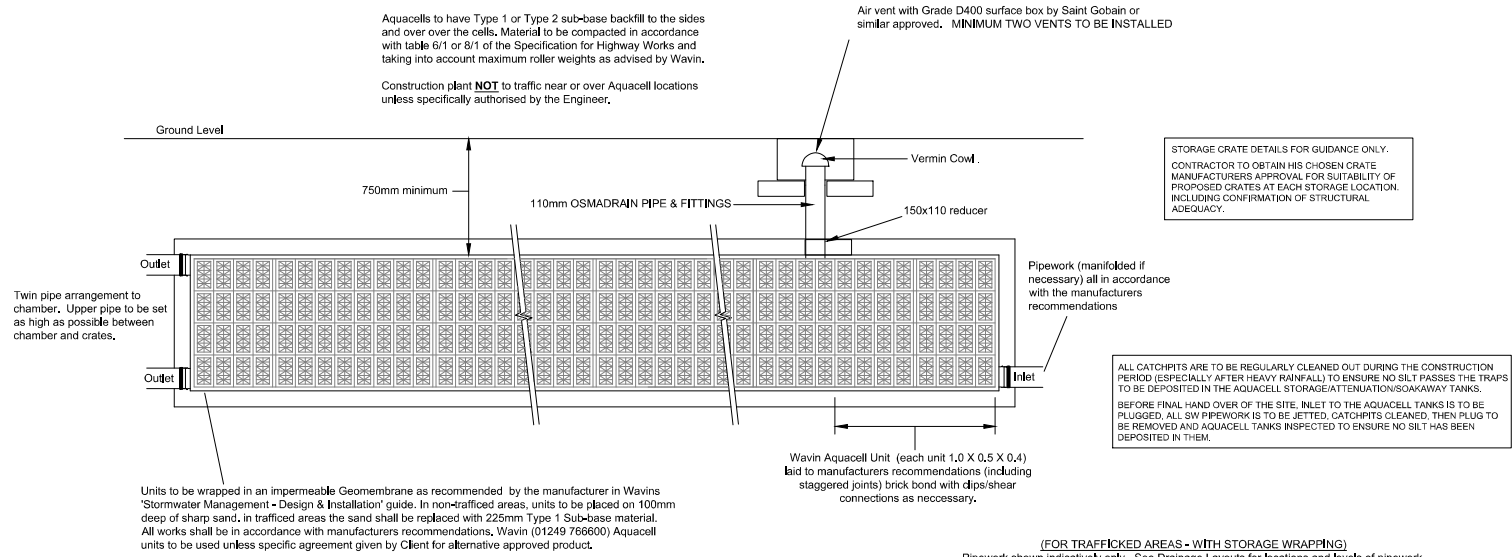 Aquacells to have Type 1 or Type 2 sub-base backfill to the sides
and over over the cells. Material to be compacted in accordance
with table 6/1 or 8/1 of the Specification for Highway Works and
taking into account maximum roller weights as advised by Wavin.
Construction plant NOT to traffic near or over Aquacell locations
unless specifically authorised by the Engineer.
Air vent with Grade D400 surface box by Saint Gobain or
similar approved. MINIMUM TWO VENTS TO BE INSTALLED
Ground Level
Vermin Cowl.
750mm minimum
110mm OSMADRAIN PIPE & FITTINGS
150x110 reducer
STORAGE CRATE DETAILS FOR GUIDANCE ONLY.
CONTRACTOR TO OBTAIN HIS CHOSEN CRATE
MANUFACTURERS APPROVAL FOR SUITABILITY OF
PROPOSED CRATES AT EACH STORAGE LOCATION.
INCLUDING CONFIRMATION OF STRUCTURAL
ADEQUACY.
Outlet
Twin pipe arrangement to
chamber. Upper pipe to be set
as high as possible between
chamber and crates.
Outlet
Pipework (manifolded if
necessary) all in accordance
with the manufacturers
recommendations
Inlet
ALL CATCHPITS ARE TO BE REGULARLY CLEANED OUT DURING THE CONSTRUCTION
PERIOD (ESPECIALLY AFTER HEAVY RAINFALL) TO ENSURE NO SILT PASSES THE TRAPS
TO BE DEPOSITED IN THE AQUACELL STORAGE/ATTENUATION/SOAKAWAY TANKS.
BEFORE FINAL HAND OVER OF THE SITE, INLET TO THE AQUACELL TANKS IS TO BE
PLUGGED, ALL SW PIPEWORK IS TO BE JETTED, CATCHPITS CLEANED, THEN PLUG TO
BE REMOVED AND AQUACELL TANKS INSPECTED TO ENSURE NO SILT HAS BEEN
DEPOSITED IN THEM.
Wavin Aquacell Unit (each unit 1.0 X 0.5 X 0.4)
laid to manufacturers recommendations (including
staggered joints) brick bond with clips/shear
connections as neccessary.
Units to be wrapped in an impermeable Geomembrane as recommended by the manufacturer in Wavins
'Stormwater Management - Design & Installation' guide. In non-trafficed areas, units to be placed on 100mm
deep of sharp sand. in trafficed areas the sand shall be replaced with 225mm Type 1 Sub-base material.
All works shall be in accordance with manufacturers recommendations. Wavin (01249 766600) Aquacell
units to be used unless specific agreement given by Client for alternative approved product.
(FOR TRAFFICKED AREAS - WITH STORAGE WRAPPING)
Pipework shown indicatively only. See Drainage Layouts for locations and levels of pipework